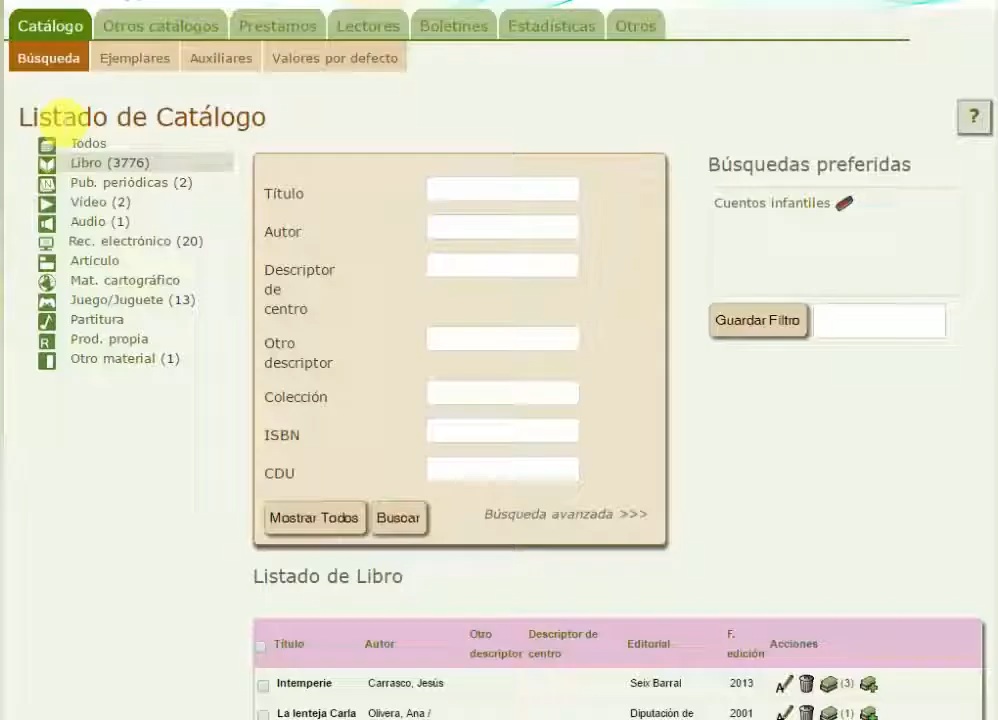 Catálogo Otros catálogos Prestamos Lectores Boletines Estadísticas Otros
Búsqueda Ejemplares Auxiliares Valores por defecto
Listado de Catálogo
?
Todos
Libro (3776)
Pub. periódicas (2)
Vídeo (2)
Audio (1)
Rec. electrónico (20)
Artículo
Mat. cartográfico
Juego/Juguete (13)
Partitura
Prod. propia
Otro material (1)
Título
Autor
Descriptor
de
centro
Otro
descriptor
Colección
ISBN
CDU
Mostrar Todos Buscar Búsqueda avanzada >>>
Búsquedas preferidas
Cuentos infantiles
Guardar Filtro
Listado de Libro
Título Autor Otro descriptor Descriptor de centro Editorial F. edición Acciones
Intemperie Carrasco, Jesús Seix Barral 2013 (3)
La lenteja Carla Olivera, Ana / Diputación de 2001 (1)